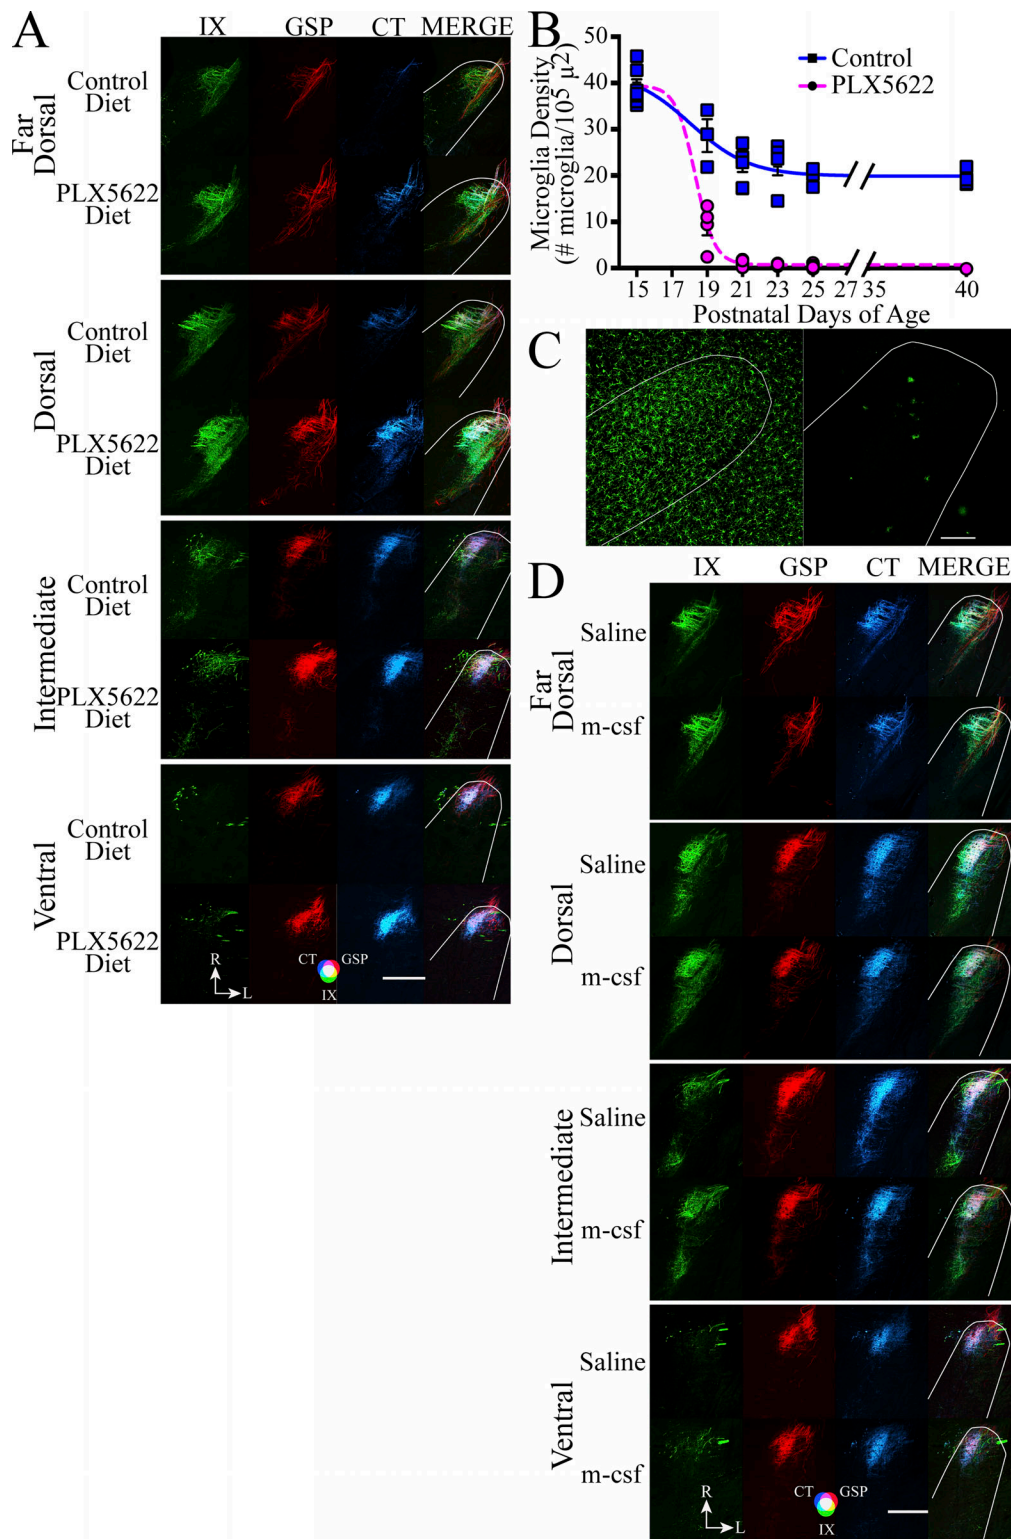 A
IX GSP CT MERGE
Far
Dorsal
Control
Diet
PLX5622
Diet
Dorsal
Control
Diet
PLX5622
Diet
Intermediate
Control
Diet
PLX5622
Diet
Ventral
Control
Diet
PLX5622
Diet
R
L
CT GSP
IX
B
Microglia Density
(# microglia/10⁵ μ2)
50
40
30
20
10
0
Control
PLX5622
15 17 19 21 23 25 27 35 40
Postnatal Days of Age
C
D
IX GSP CT MERGE
Far
Dorsal
Saline
m-csf
Dorsal
Saline
m-csf
Intermediate
Saline
m-csf
Ventral
Saline
m-csf
R
L
CT GSP
IX